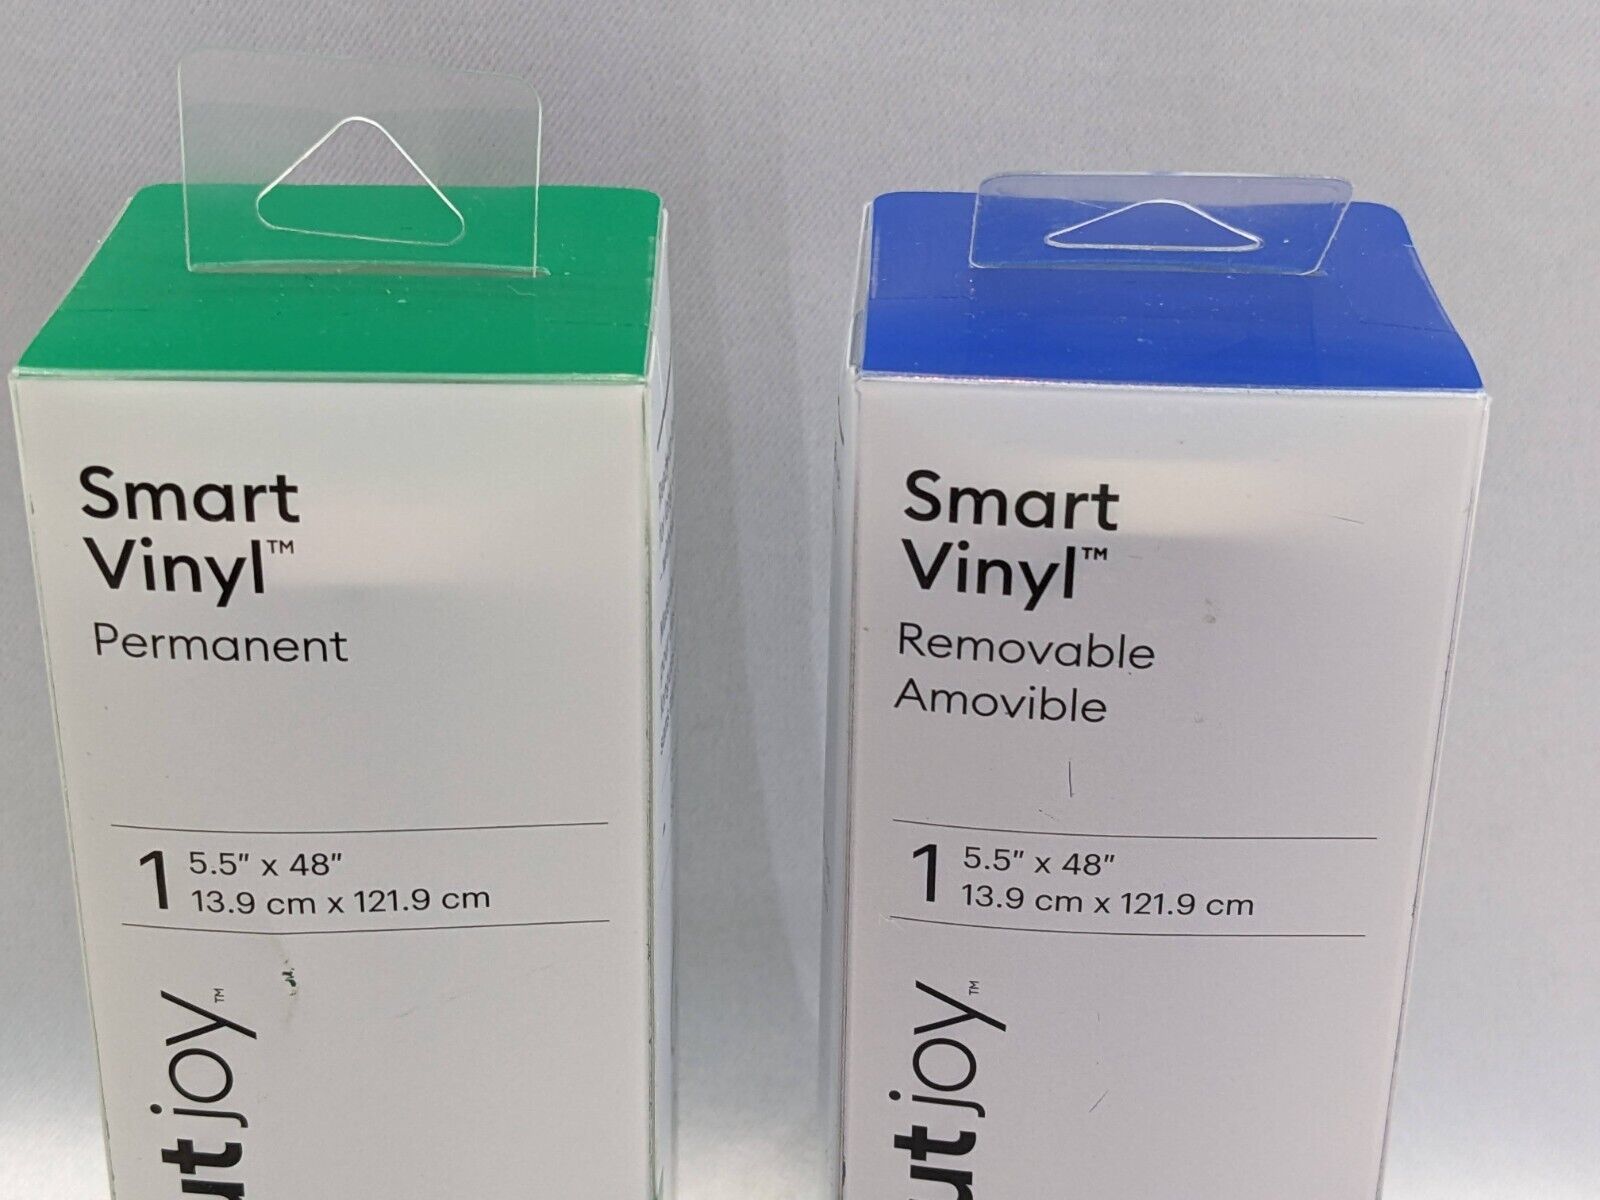 Smart
Vinyl™
Permanent
1 5.5" x 48"
13.9 cm x 121.9 cm
joy™
Smart
Vinyl™
Removable
Amovible
1 5.5" x 48"
13.9 cm x 121.9 cm
joy™